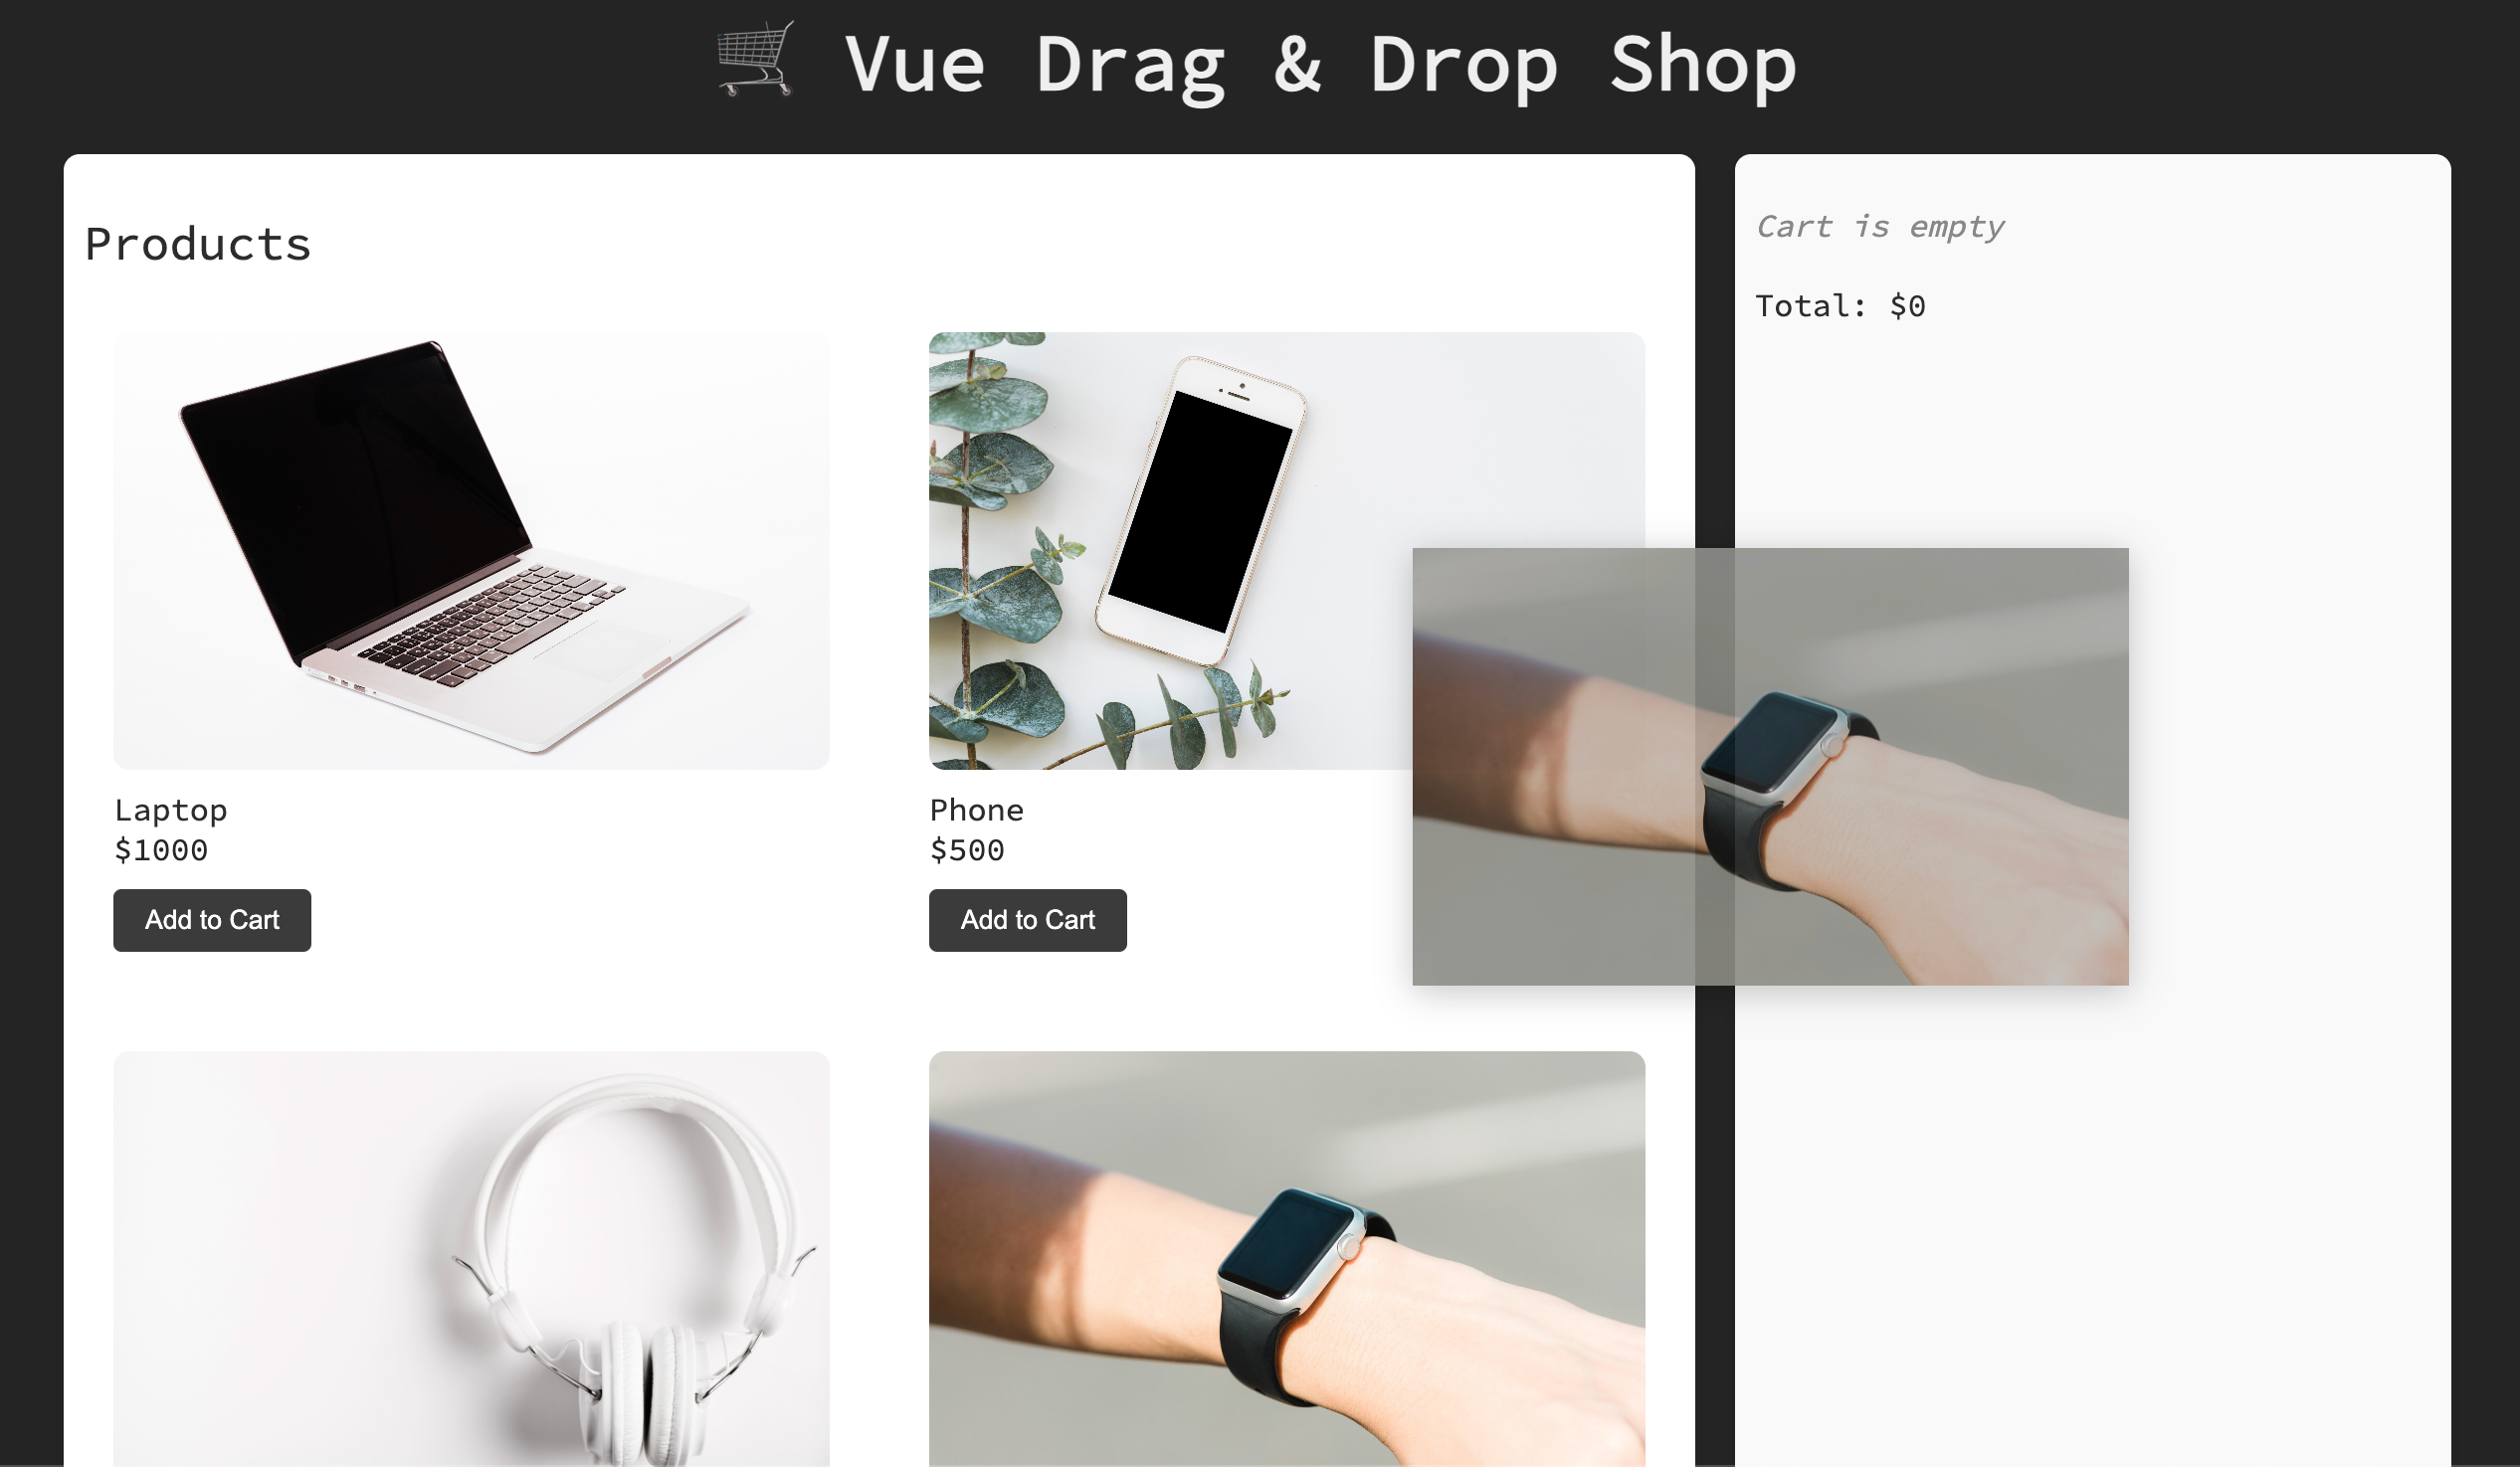 Vue Drag & Drop Shop
Products
Laptop
$1000
Add to Cart
Phone
$500
Add to Cart
Cart is empty
Total: $0